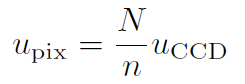 u_pix = N/n u_CCD